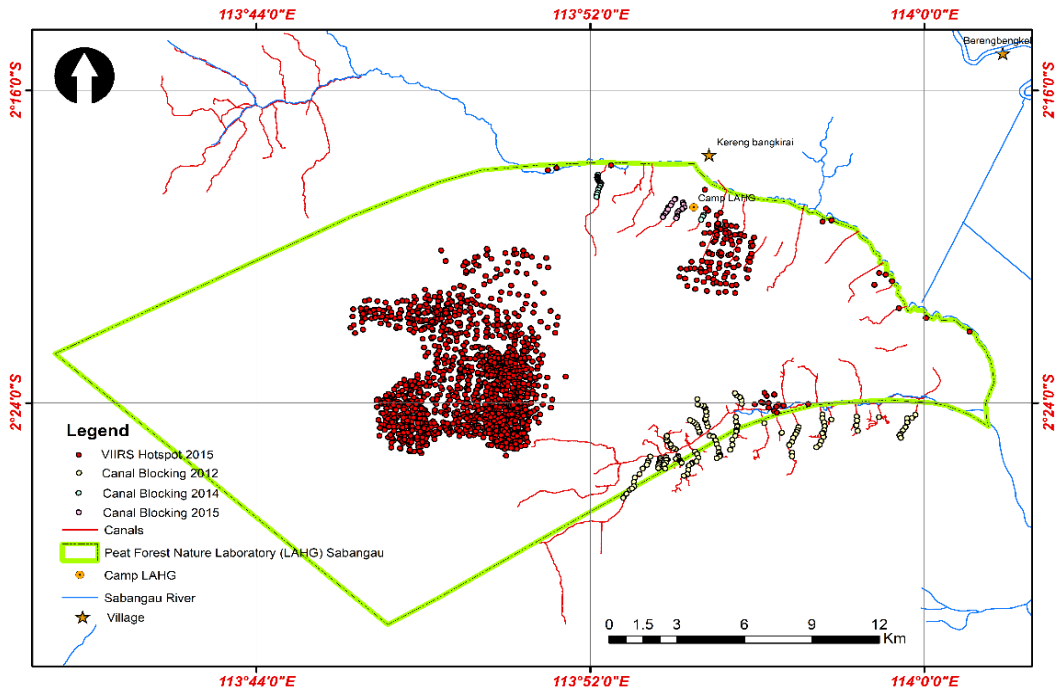 113°44'0"E
113°52'0"E
114°0'0"E
Berengbengkel
2°16'0"S
2°16'0"S
Kereng bangkirai
Camp LAHG
2°24'0"S
2°24'0"S
Legend
VIIRS Hotspot 2015
Canal Blocking 2012
Canal Blocking 2014
Canal Blocking 2015
Canals
Peat Forest Nature Laboratory (LAHG) Sabangau
Camp LAHG
Sabangau River
Village
0 1.5 3 6 9 12
Km
113°44'0"E
113°52'0"E
114°0'0"E